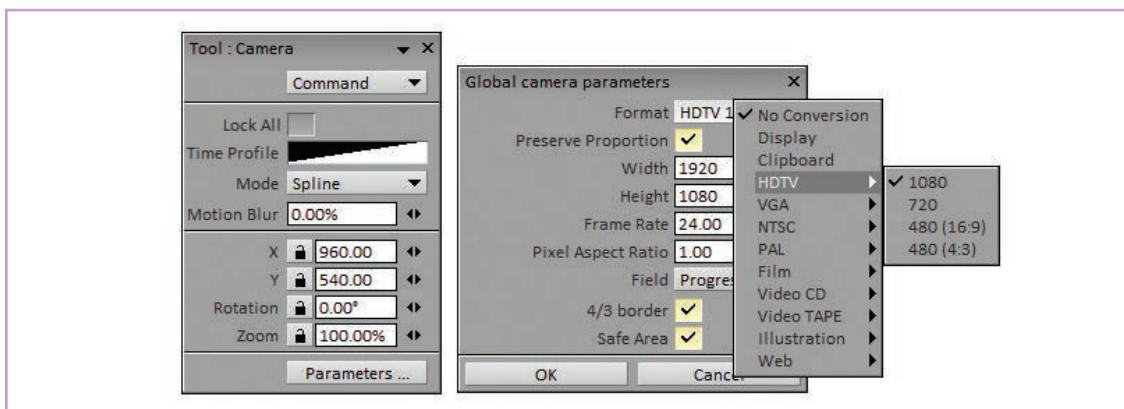 Tool : Camera
Command
Lock All
Time Profile
Mode Spline
Motion Blur 0.00%
X 960.00
Y 540.00
Rotation 0.00°
Zoom 100.00%
Parameters ...
Global camera parameters
Format HDTV 1
Preserve Proportion
Width 1920
Height 1080
Frame Rate 24.00
Pixel Aspect Ratio 1.00
Field Progres
4/3 border
Safe Area
OK Cancel
No Conversion
Display
Clipboard
HDTV
VGA
NTSC
PAL
Film
Video CD
Video TAPE
Illustration
Web
1080
720
480 (16:9)
480 (4:3)